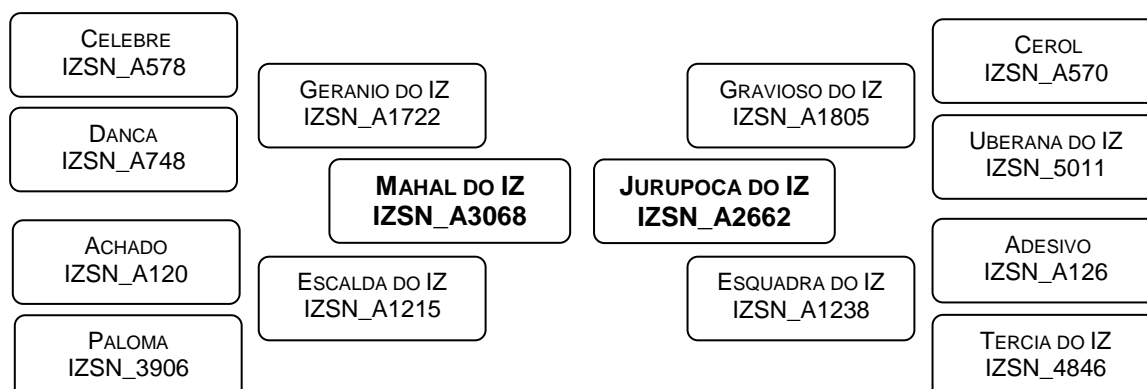 CELEBRE
IZSN_A578
GERANIO DO IZ
IZSN_A1722
DANCA
IZSN_A748
MAHAL DO IZ
IZSN_A3068
ACHADO
IZSN_A120
ESCALDA DO IZ
IZSN_A1215
PALOMA
IZSN_3906
CEROL
IZSN_A570
GRAVIOSO DO IZ
IZSN_A1805
UBERANA DO IZ
IZSN_5011
JURUPOCA DO IZ
IZSN_A2662
ADESIVO
IZSN_A126
ESQUADRA DO IZ
IZSN_A1238
TERCIA DO IZ
IZSN_4846